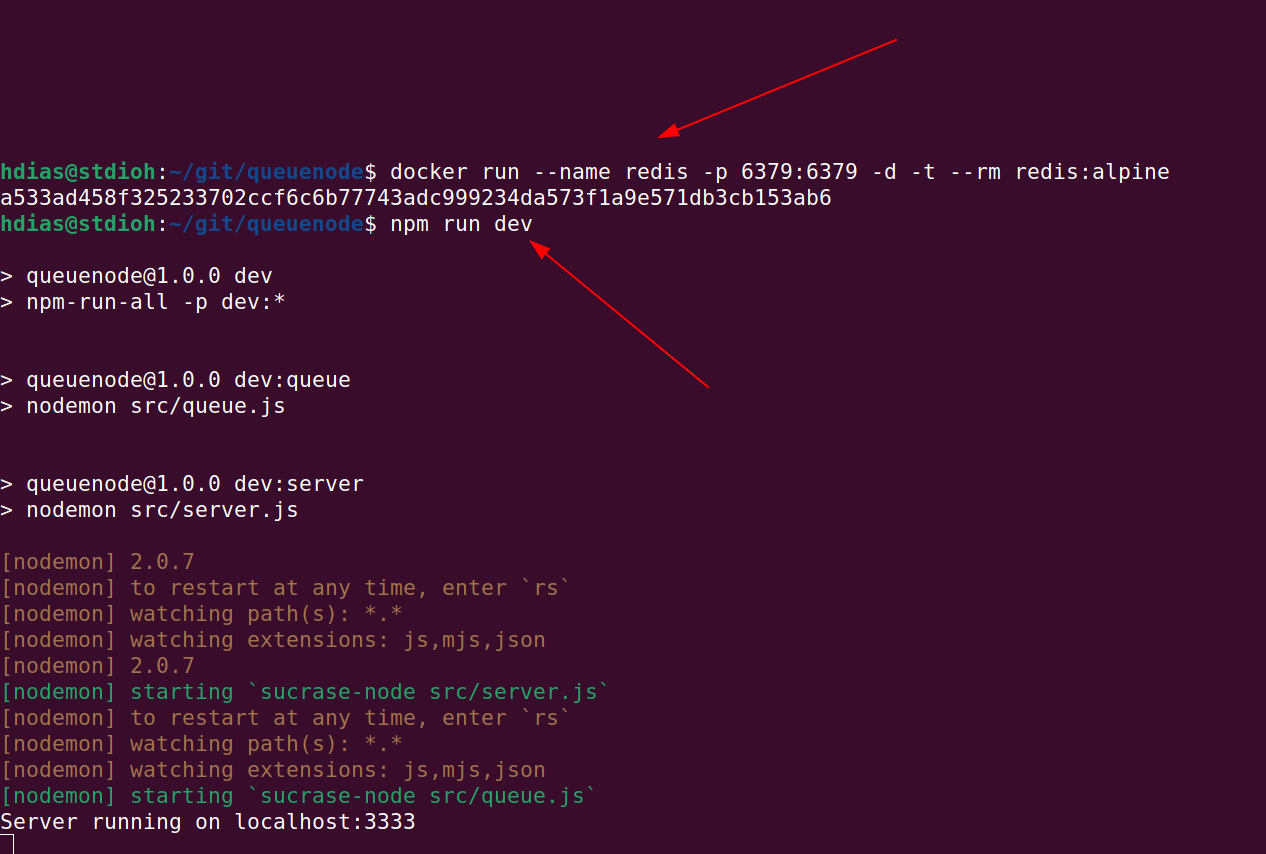 hdias@stdioh:~/git/queuenode$ docker run --name redis -p 6379:6379 -d -t --rm redis:alpine
a533ad458f325233702ccf6c6b77743adc999234da573f1a9e571db3cb153ab6
hdias@stdioh:~/git/queuenode$ npm run dev
> queuenode@1.0.0 dev
> npm-run-all -p dev:*
> queuenode@1.0.0 dev:queue
> nodemon src/queue.js
> queuenode@1.0.0 dev:server
> nodemon src/server.js
[nodemon] 2.0.7
[nodemon] to restart at any time, enter `rs`
[nodemon] watching path(s): *.*
[nodemon] watching extensions: js,mjs,json
[nodemon] 2.0.7
[nodemon] starting `sucrase-node src/server.js`
[nodemon] to restart at any time, enter `rs`
[nodemon] watching path(s): *.*
[nodemon] watching extensions: js,mjs,json
[nodemon] starting `sucrase-node src/queue.js`
Server running on localhost:3333